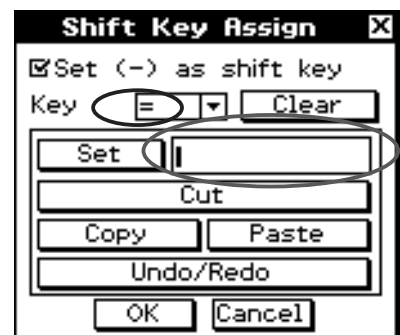 Shift Key Assign X
Set (−) as shift key
Key = Clear
Set
Cut
Copy Paste
Undo/Redo
OK Cancel